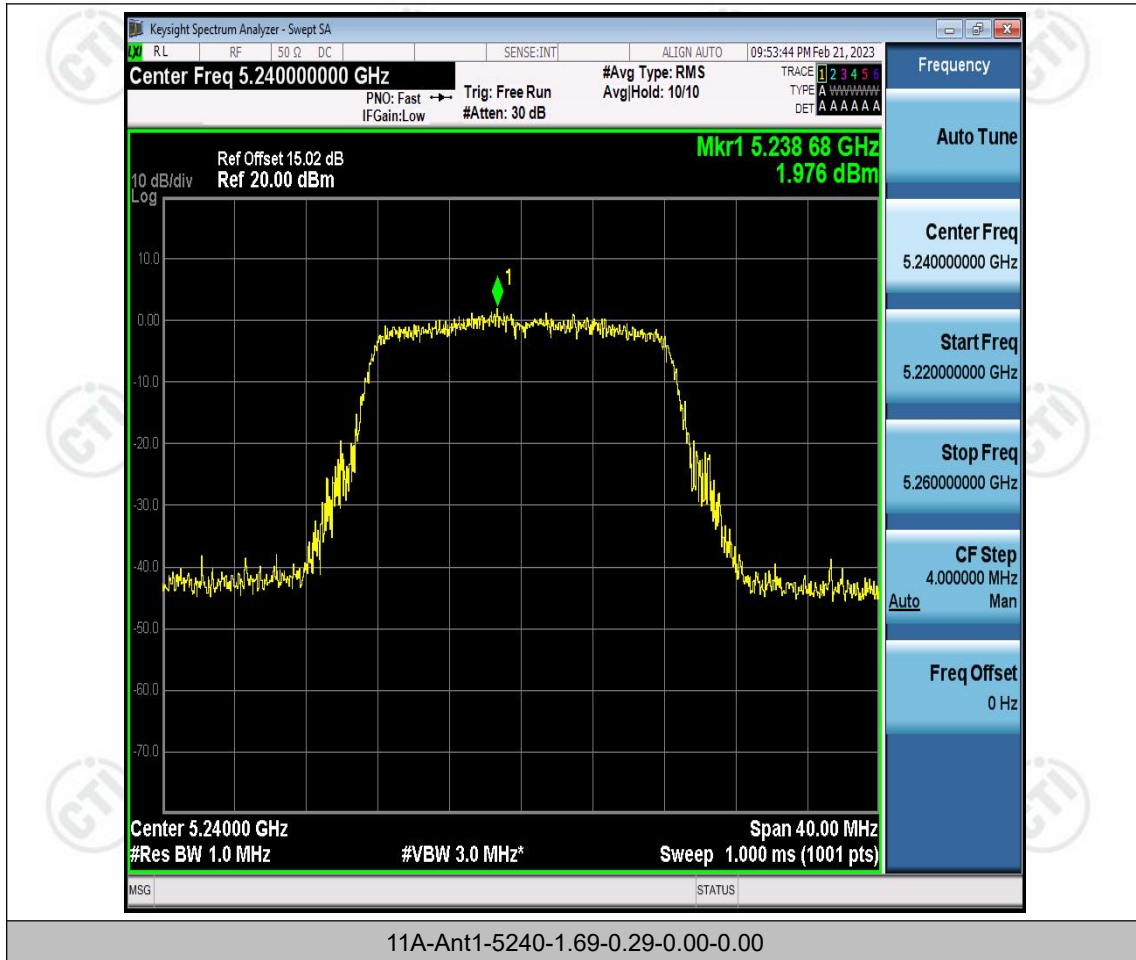 Keysight Spectrum Analyzer - Swept SA
LXI RL RF 50 Ω DC SENSE:INT ALIGN AUTO 09:53:44 PM Feb 21, 2023
Center Freq 5.240000000 GHz
PNO: Fast
IFGain:Low
Trig: Free Run
#Atten: 30 dB
#Avg Type: RMS
Avg|Hold: 10/10
TRACE 1 2 3 4 5 6
TYPE A WWWWW
DET A A A A A A
Frequency
Mkr1 5.238 68 GHz
1.976 dBm
Ref Offset 15.02 dB
10 dB/div Ref 20.00 dBm
Log
1
10.0
0.00
-10.0
-20.0
-30.0
-40.0
-50.0
-60.0
-70.0
Center 5.24000 GHz Span 40.00 MHz
#Res BW 1.0 MHz #VBW 3.0 MHz* Sweep 1.000 ms (1001 pts)
MSG STATUS
Auto Tune
Center Freq
5.240000000 GHz
Start Freq
5.220000000 GHz
Stop Freq
5.260000000 GHz
CF Step
4.000000 MHz
Auto Man
Freq Offset
0 Hz
CTI
CTI
CTI
CTI
CTI
CTI
11A-Ant1-5240-1.69-0.29-0.00-0.00